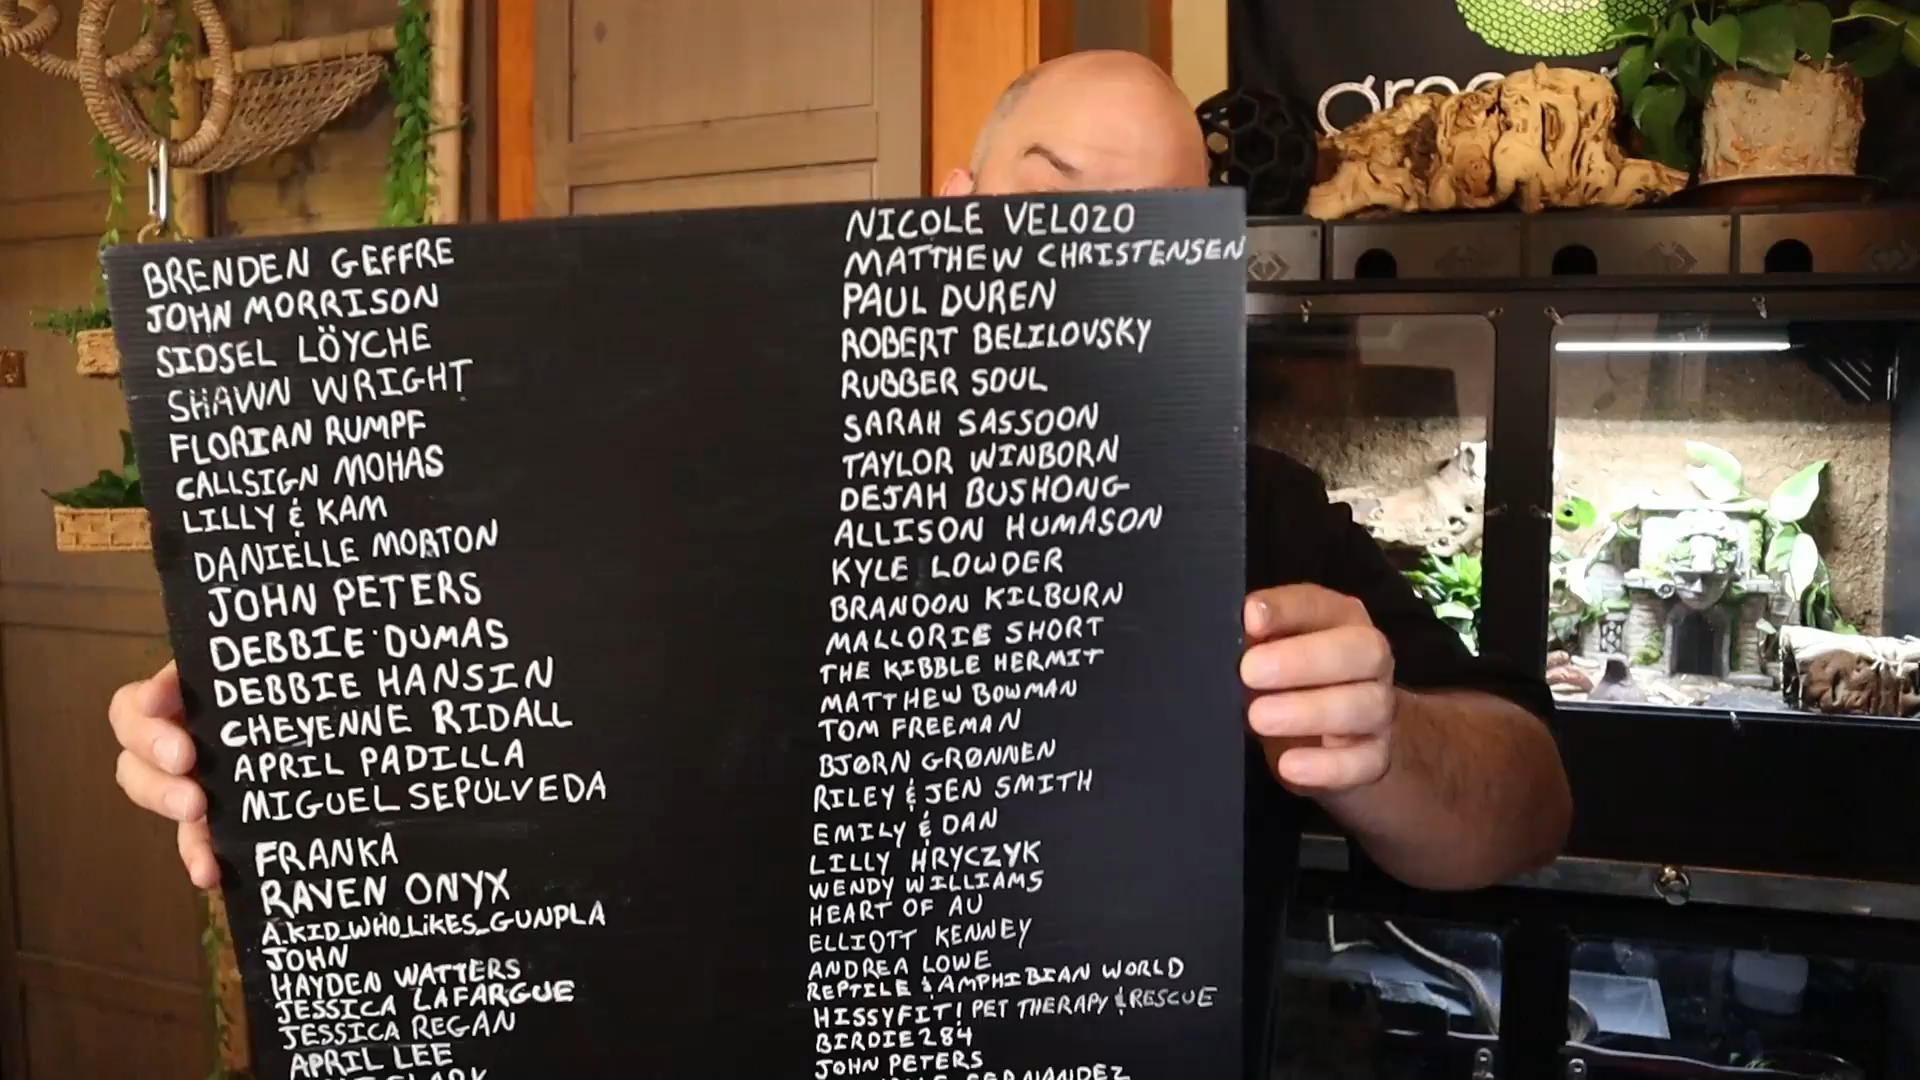 BRENDEN GEFFRE
JOHN MORRISON
SIDSEL LÖYCHE
SHAWN WRIGHT
FLORIAN RUMPF
CALLSIGN MOHAS
LILLY & KAM
DANIELLE MORTON
JOHN PETERS
DEBBIE DUMAS
DEBBIE HANSIN
CHEYENNE RIDALL
APRIL PADILLA
MIGUEL SEPULVEDA
FRANKA
RAVEN ONYX
A.KID_WHO_LiKES_GUNPLA
JOHN
HAYDEN WATTERS
JESSICA LAFARGUE
JESSICA REGAN
APRIL LEE
NICOLE VELOZO
MATTHEW CHRISTENSEN
PAUL DUREN
ROBERT BELILOVSKY
RUBBER SOUL
SARAH SASSOON
TAYLOR WINBORN
DEJAH BUSHONG
ALLISON HUMASON
KYLE LOWDER
BRANDON KILBURN
MALLORIE SHORT
THE KIBBLE HERMIT
MATTHEW BOWMAN
TOM FREEMAN
BJØRN GRØNNEN
RILEY & JEN SMITH
EMILY & DAN
LILLY HRYCZYK
WENDY WILLIAMS
HEART OF AU
ELLIOTT KENNEY
ANDREA LOWE
REPTILE & AMPHIBIAN WORLD
HISSYFIT! PET THERAPY & RESCUE
BIRDIE284
JOHN PETERS
FERNANDEZ